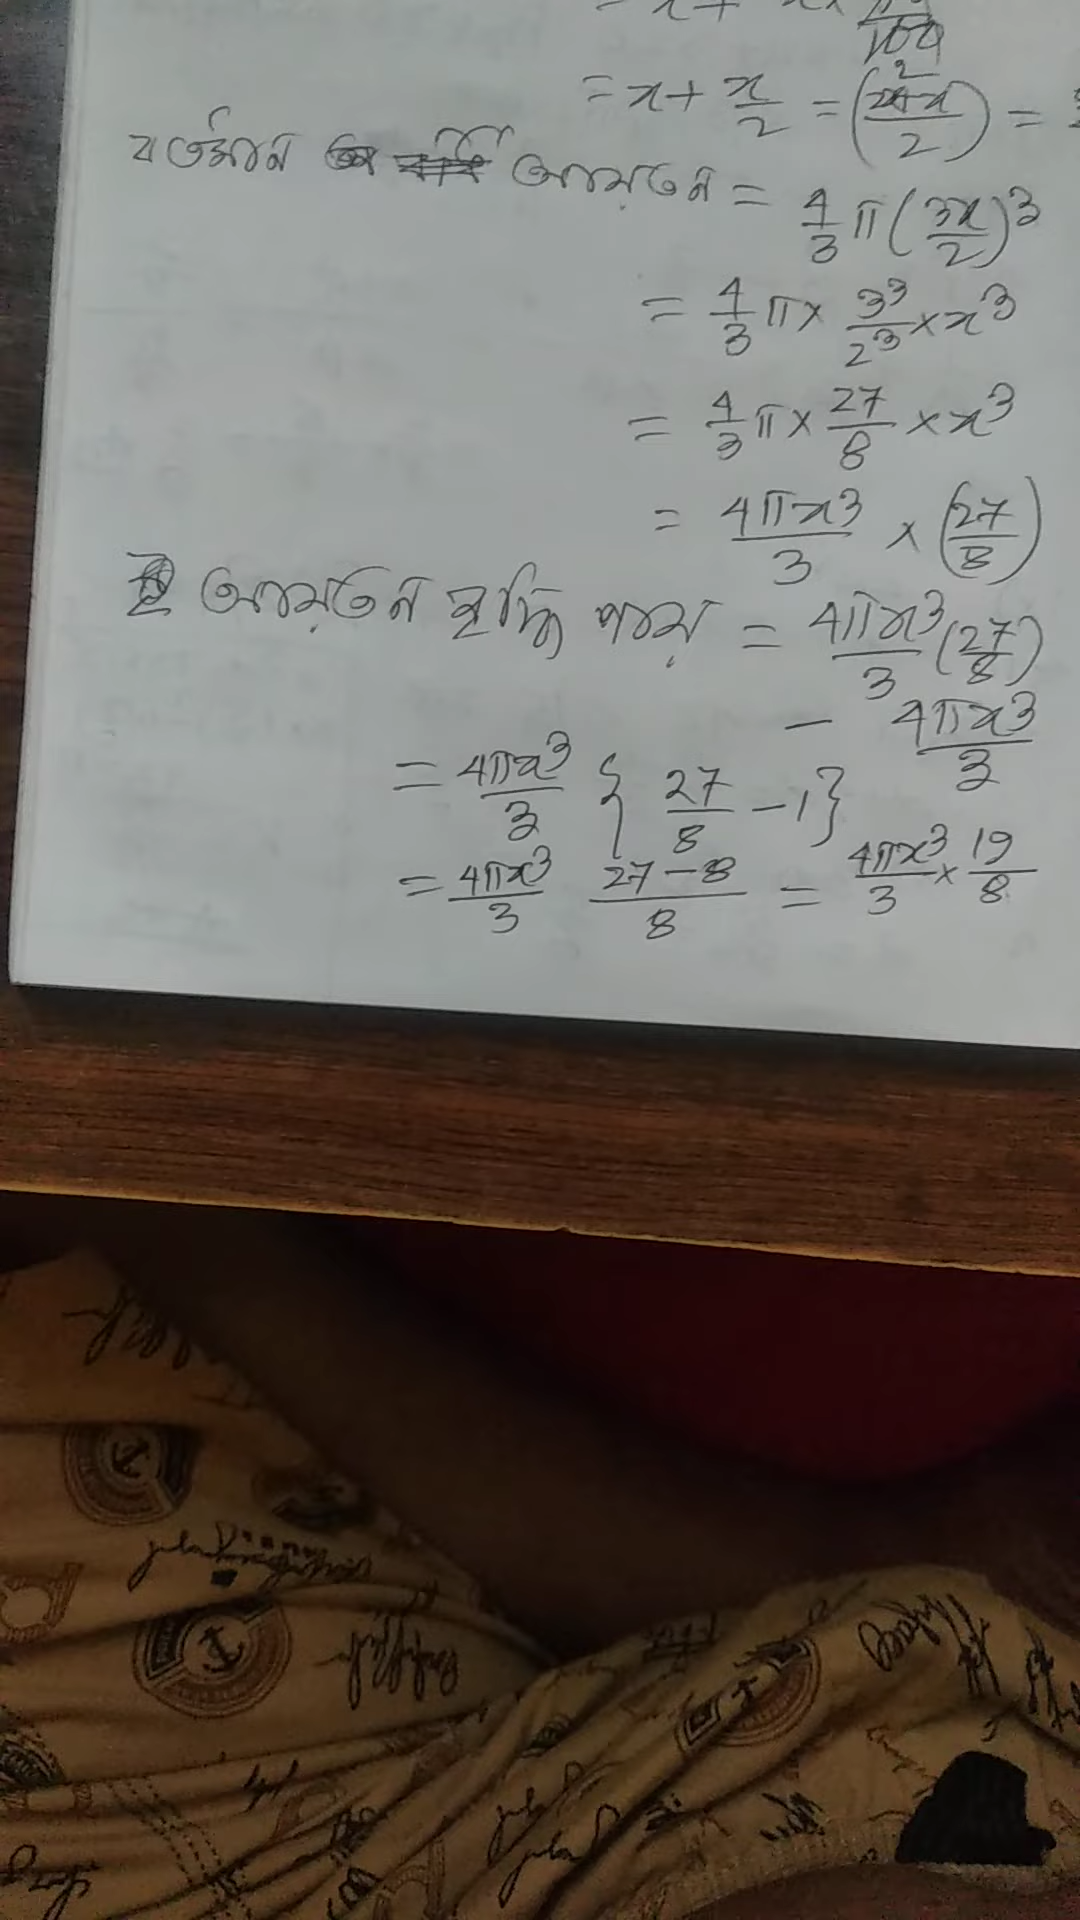 = x + x × /100
= x + x/2 = (2x+x/2) =
বর্তমান আয়তন = 4/3 π (3x/2)³
= 4/3 π × 3³/2³ × x³
= 4/3 π × 27/8 × x³
= 4πx³/3 × (27/8)
আয়তন বৃদ্ধি পায় = 4πx³/3 (27/8)
− 4πx³/3
= 4πx³/3 { 27/8 − 1 }
= 4πx³/3 27−8/8 = 4πx³/3 × 19/8